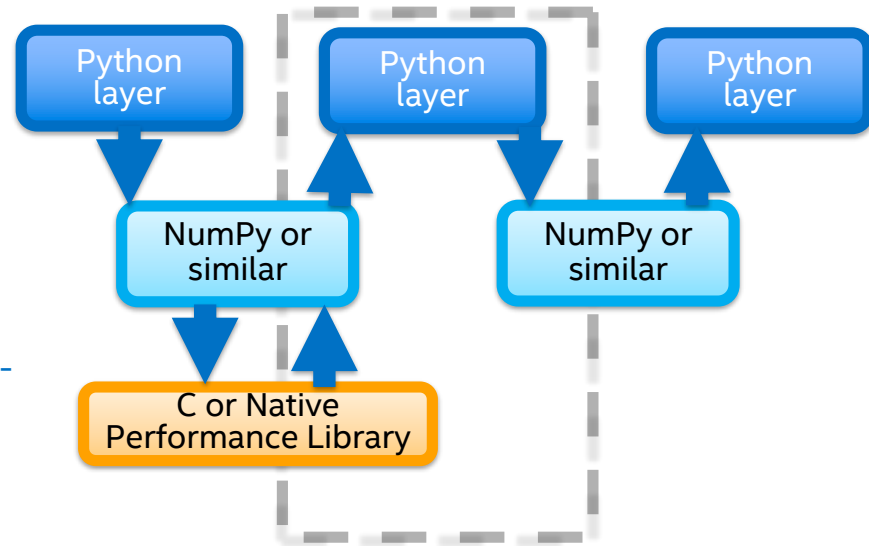 Python
layer
Python
layer
Python
layer
NumPy or
similar
NumPy or
similar
-
C or Native
Performance Library